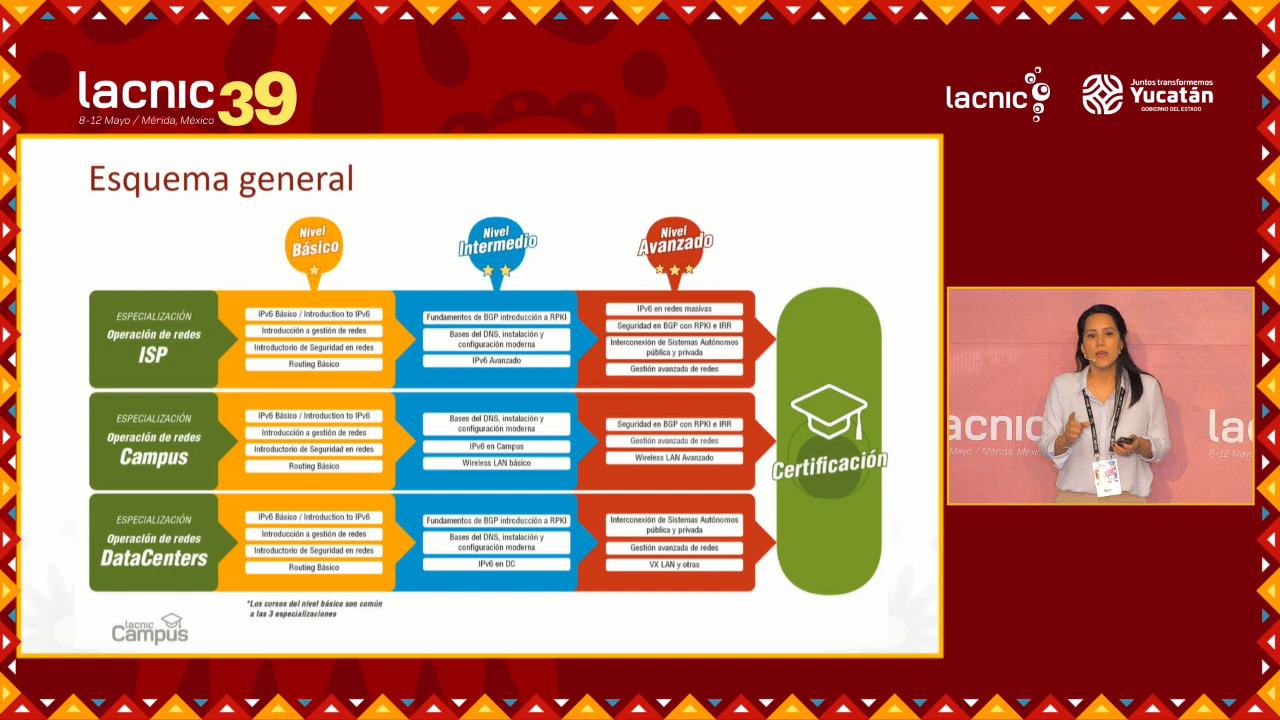 lacnic39
8-12 Mayo / Mérida, México
lacnic
Juntos transformemos
Yucatán
GOBIERNO DEL ESTADO
Esquema general
Nivel
Básico
Nivel
Intermedio
Nivel
Avanzado
ESPECIALIZACIÓN
Operación de redes
ISP
IPv6 Básico / Introduction to IPv6
Introducción a gestión de redes
Introductorio de Seguridad en redes
Routing Básico
Fundamentos de BGP introducción a RPKI
Bases del DNS, instalación y
configuración moderna
IPv6 Avanzado
IPv6 en redes masivas
Seguridad en BGP con RPKI e IRR
Interconexión de Sistemas Autónomos
pública y privada
Gestión avanzada de redes
ESPECIALIZACIÓN
Operación de redes
Campus
IPv6 Básico / Introduction to IPv6
Introducción a gestión de redes
Introductorio de Seguridad en redes
Routing Básico
Bases del DNS, instalación y
configuración moderna
IPv6 en Campus
Wireless LAN básico
Seguridad en BGP con RPKI e IRR
Gestión avanzada de redes
Wireless LAN Avanzado
ESPECIALIZACIÓN
Operación de redes
DataCenters
IPv6 Básico / Introduction to IPv6
Introducción a gestión de redes
Introductorio de Seguridad en redes
Routing Básico
Fundamentos de BGP introducción a RPKI
Bases del DNS, instalación y
configuración moderna
IPv6 en DC
Interconexión de Sistemas Autónomos
pública y privada
Gestión avanzada de redes
VX LAN y otras
Certificación
*Los cursos del nivel básico son común
a las 3 especializaciones
lacnic
Campus
acnic
Mayo / Mérida, México
la
8-12 Mayo